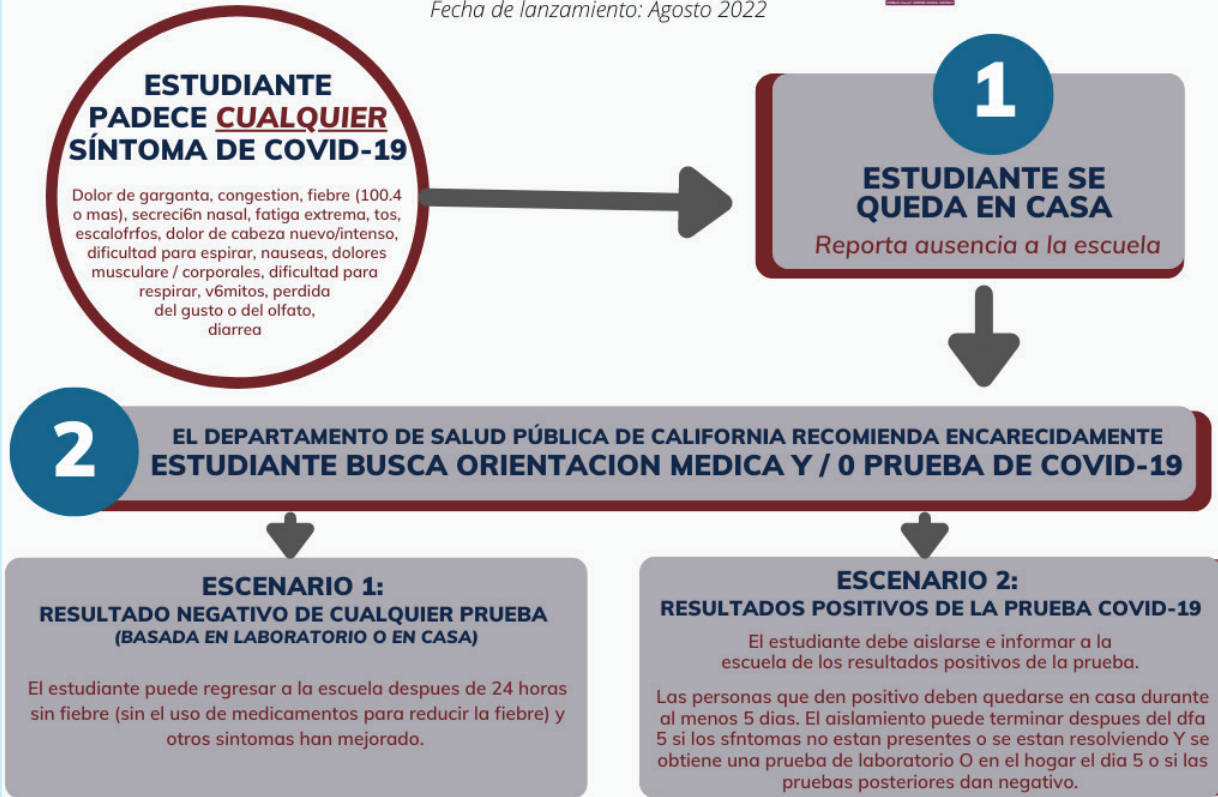 Fecha de lanzamiento: Agosto 2022
ESTUDIANTE
PADECE CUALQUIER
SÍNTOMA DE COVID-19
Dolor de garganta, congestion, fiebre (100.4
o mas), secreci6n nasal, fatiga extrema, tos,
escalofrfos, dolor de cabeza nuevo/intenso,
dificultad para espirar, nauseas, dolores
musculare / corporales, dificultad para
respirar, v6mitos, perdida
del gusto o del olfato,
diarrea
1
ESTUDIANTE SE
QUEDA EN CASA
Reporta ausencia a la escuela
2
EL DEPARTAMENTO DE SALUD PÚBLICA DE CALIFORNIA RECOMIENDA ENCARECIDAMENTE
ESTUDIANTE BUSCA ORIENTACION MEDICA Y / 0 PRUEBA DE COVID-19
ESCENARIO 1:
RESULTADO NEGATIVO DE CUALQUIER PRUEBA
(BASADA EN LABORATORIO O EN CASA)
El estudiante puede regresar a la escuela despues de 24 horas
sin fiebre (sin el uso de medicamentos para reducir la fiebre) y
otros sintomas han mejorado.
ESCENARIO 2:
RESULTADOS POSITIVOS DE LA PRUEBA COVID-19
El estudiante debe aislarse e informar a la
escuela de los resultados positivos de la prueba.
Las personas que den positivo deben quedarse en casa durante
al menos 5 dias. El aislamiento puede terminar despues del dfa
5 si los sfntomas no estan presentes o se estan resolviendo Y se
obtiene una prueba de laboratorio O en el hogar el dia 5 o si las
pruebas posteriores dan negativo.